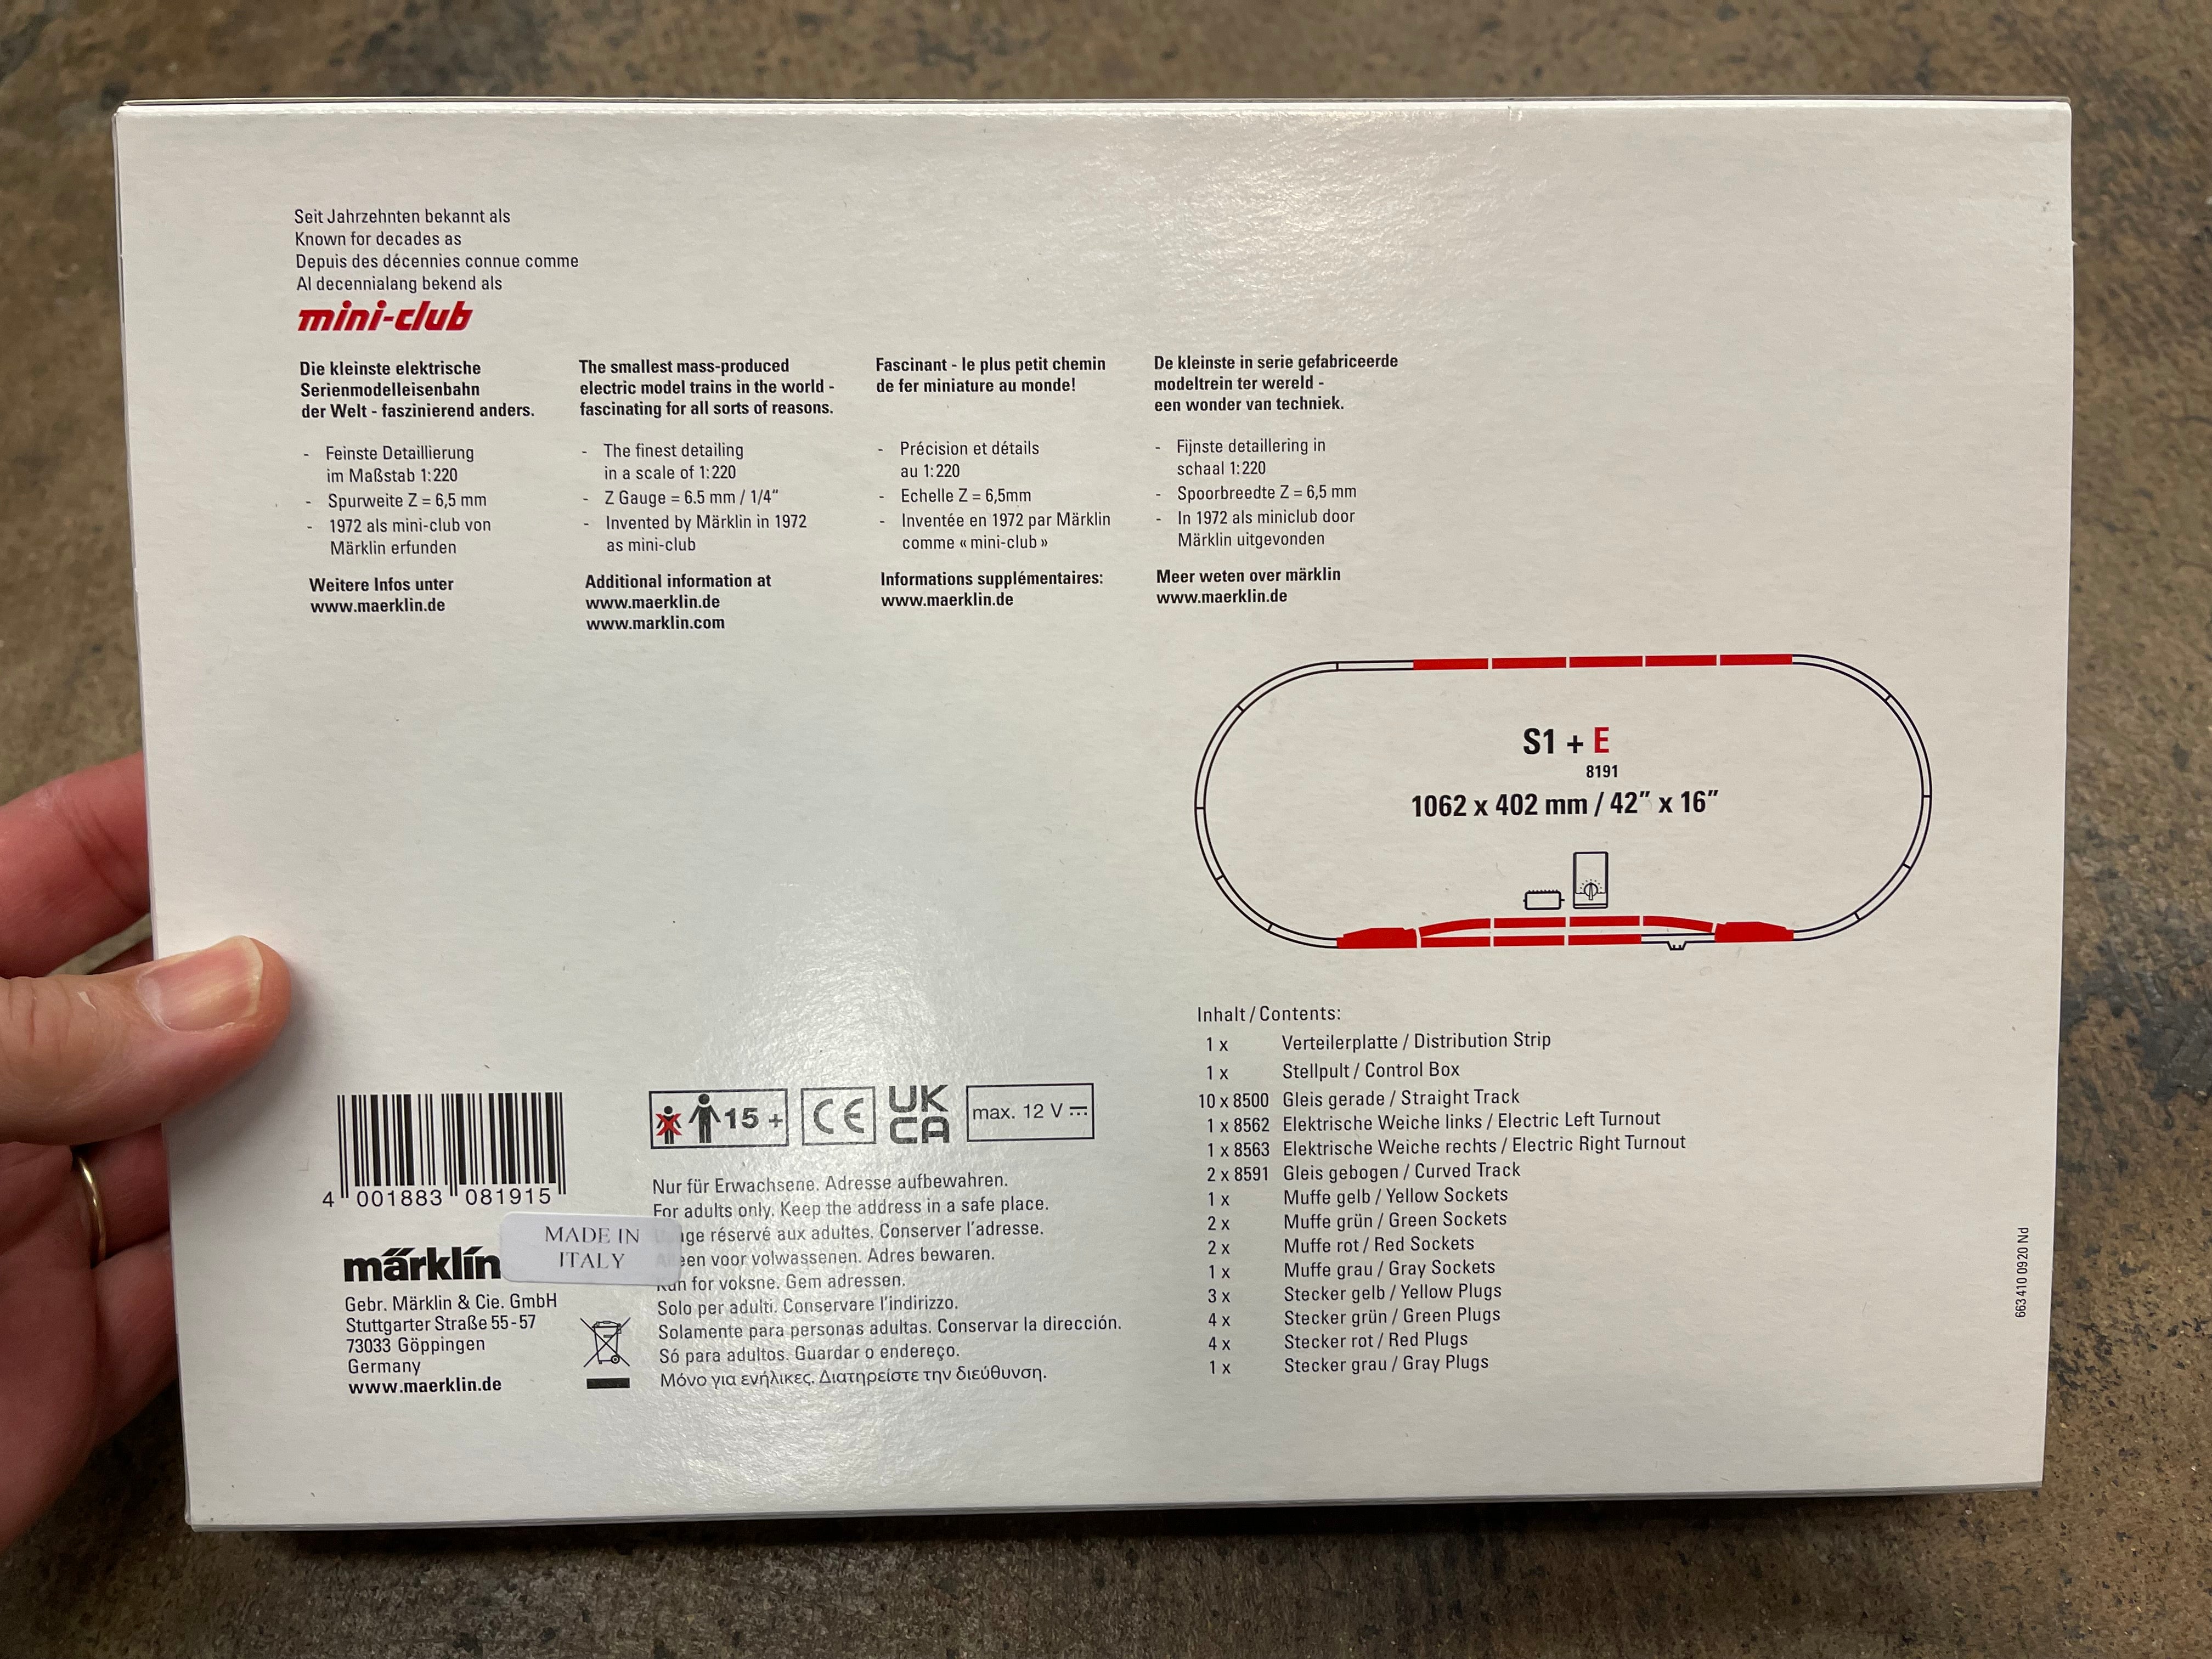 Seit Jahrzehnten bekannt als
Known for decades as
Depuis des décennies connue comme
Al decennialang bekend als
mini-club
Die kleinste elektrische
Serienmodelleisenbahn
der Welt - faszinierend anders.
- Feinste Detaillierung
im Maßstab 1:220
- Spurweite Z = 6,5 mm
- 1972 als mini-club von
Märklin erfunden
Weitere Infos unter
www.maerklin.de
The smallest mass-produced
electric model trains in the world -
fascinating for all sorts of reasons.
- The finest detailing
in a scale of 1:220
- Z Gauge = 6.5 mm / 1/4"
- Invented by Märklin in 1972
as mini-club
Additional information at
www.maerklin.de
www.marklin.com
Fascinant - le plus petit chemin
de fer miniature au monde!
- Précision et détails
au 1:220
- Echelle Z = 6,5mm
- Inventée en 1972 par Märklin
comme « mini-club »
Informations supplémentaires:
www.maerklin.de
De kleinste in serie gefabriceerde
modeltrein ter wereld -
een wonder van techniek.
- Fijnste detaillering in
schaal 1:220
- Spoorbreedte Z = 6,5 mm
- In 1972 als miniclub door
Märklin uitgevonden
Meer weten over märklin
www.maerklin.de
S1 + E
8191
1062 x 402 mm / 42" x 16"
Inhalt / Contents:
1 x Verteilerplatte / Distribution Strip
1 x Stellpult / Control Box
10 x 8500 Gleis gerade / Straight Track
1 x 8562 Elektrische Weiche links / Electric Left Turnout
1 x 8563 Elektrische Weiche rechts / Electric Right Turnout
2 x 8591 Gleis gebogen / Curved Track
1 x Muffe gelb / Yellow Sockets
2 x Muffe grün / Green Sockets
2 x Muffe rot / Red Sockets
1 x Muffe grau / Gray Sockets
3 x Stecker gelb / Yellow Plugs
4 x Stecker grün / Green Plugs
4 x Stecker rot / Red Plugs
1 x Stecker grau / Gray Plugs
663410 0920 Nd
4 001883 081915
15 +
CE
UK
CA
max. 12 V
MADE IN
ITALY
märklin
Gebr. Märklin & Cie. GmbH
Stuttgarter Straße 55-57
73033 Göppingen
Germany
www.maerklin.de
Nur für Erwachsene. Adresse aufbewahren.
For adults only. Keep the address in a safe place.
réservé aux adultes. Conserver l'adresse.
voor volwassenen. Adres bewaren.
for voksne. Gem adressen.
Solo per adulti. Conservare l'indirizzo.
Solamente para personas adultas. Conservar la dirección.
Só para adultos. Guardar o endereço.
Μόνο για ενήλικες. Διατηρείστε την διεύθυνση.